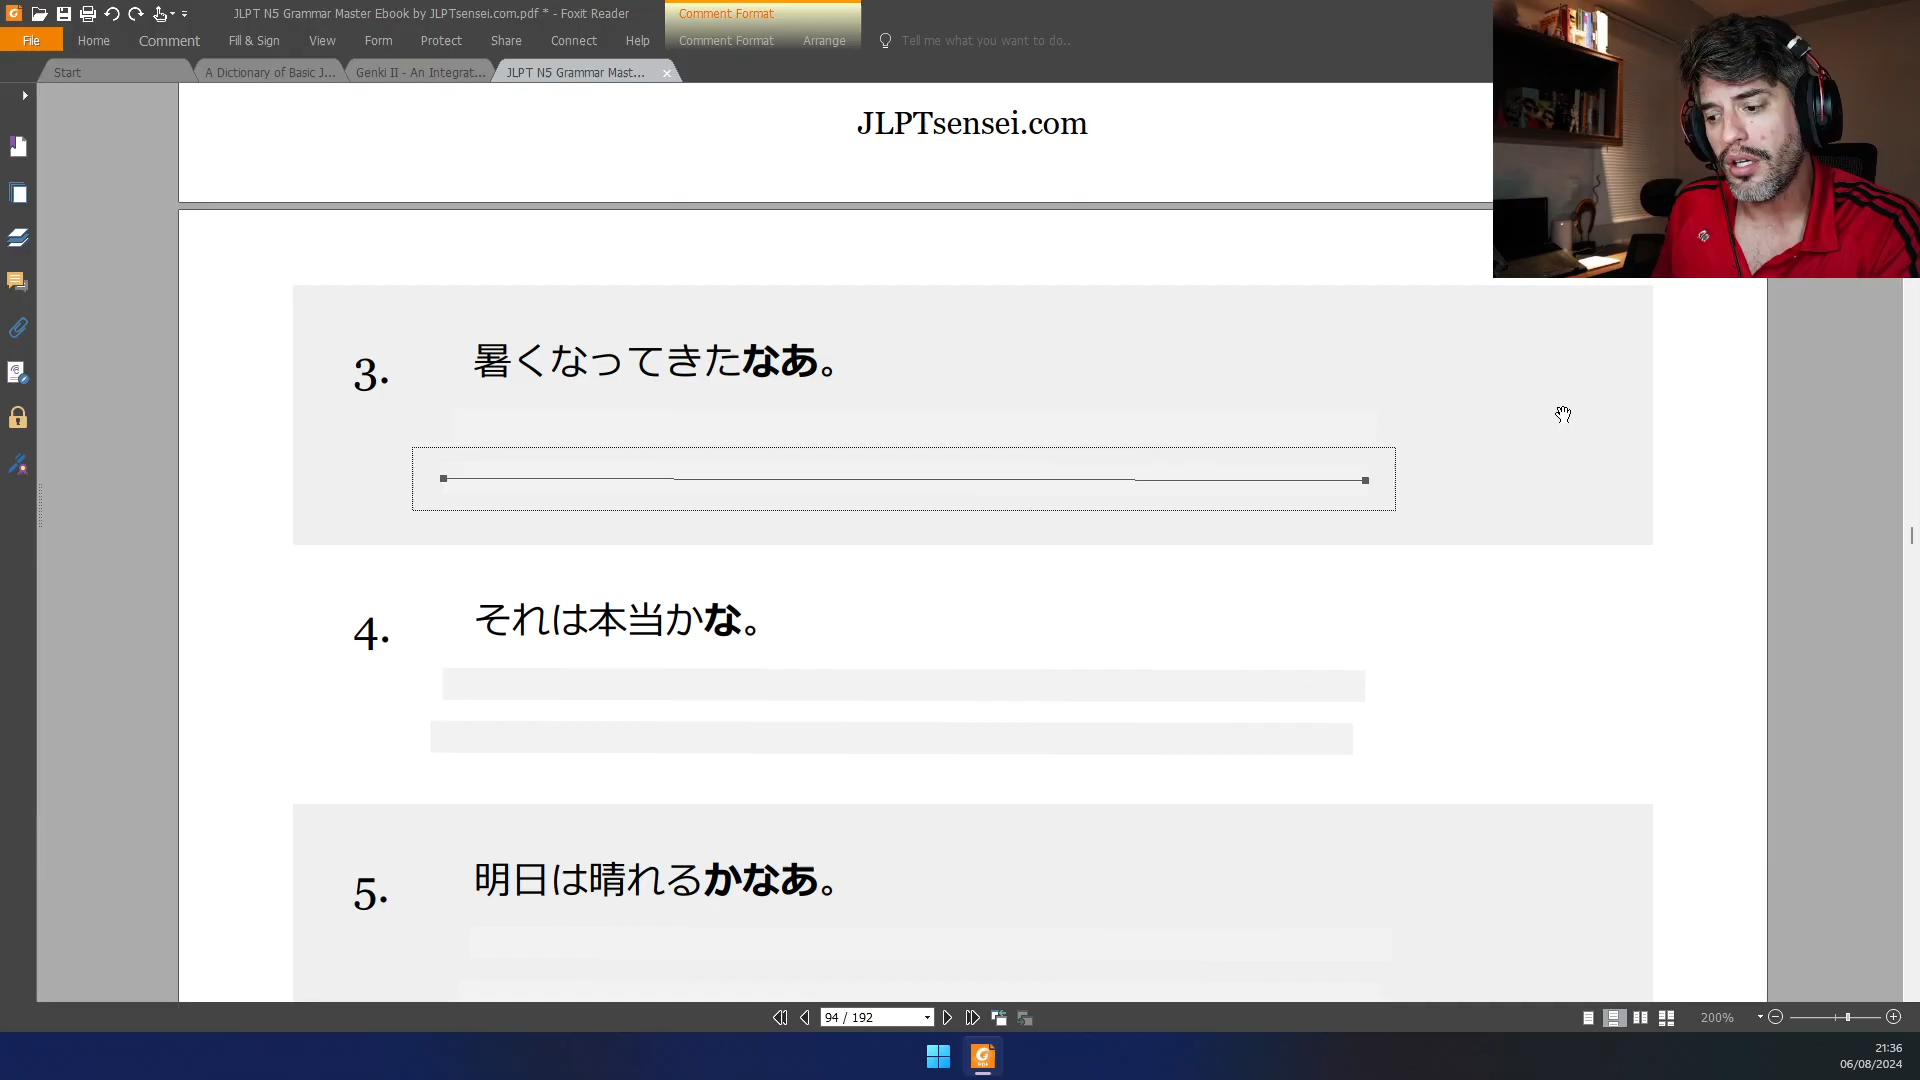 JLPT N5 Grammar Master Ebook by JLPTsensei.com.pdf * - Foxit Reader
Comment Format
File
Home
Comment
Fill & Sign
View
Form
Protect
Share
Connect
Help
Comment Format
Arrange
Tell me what you want to do..
Start
A Dictionary of Basic J...
Genki II - An Integrat...
JLPT N5 Grammar Mast...
JLPTsensei.com
3. 暑くなってきたなあ。
4. それは本当かな。
5. 明日は晴れるかなあ。
94 / 192
200%
21:36
06/08/2024